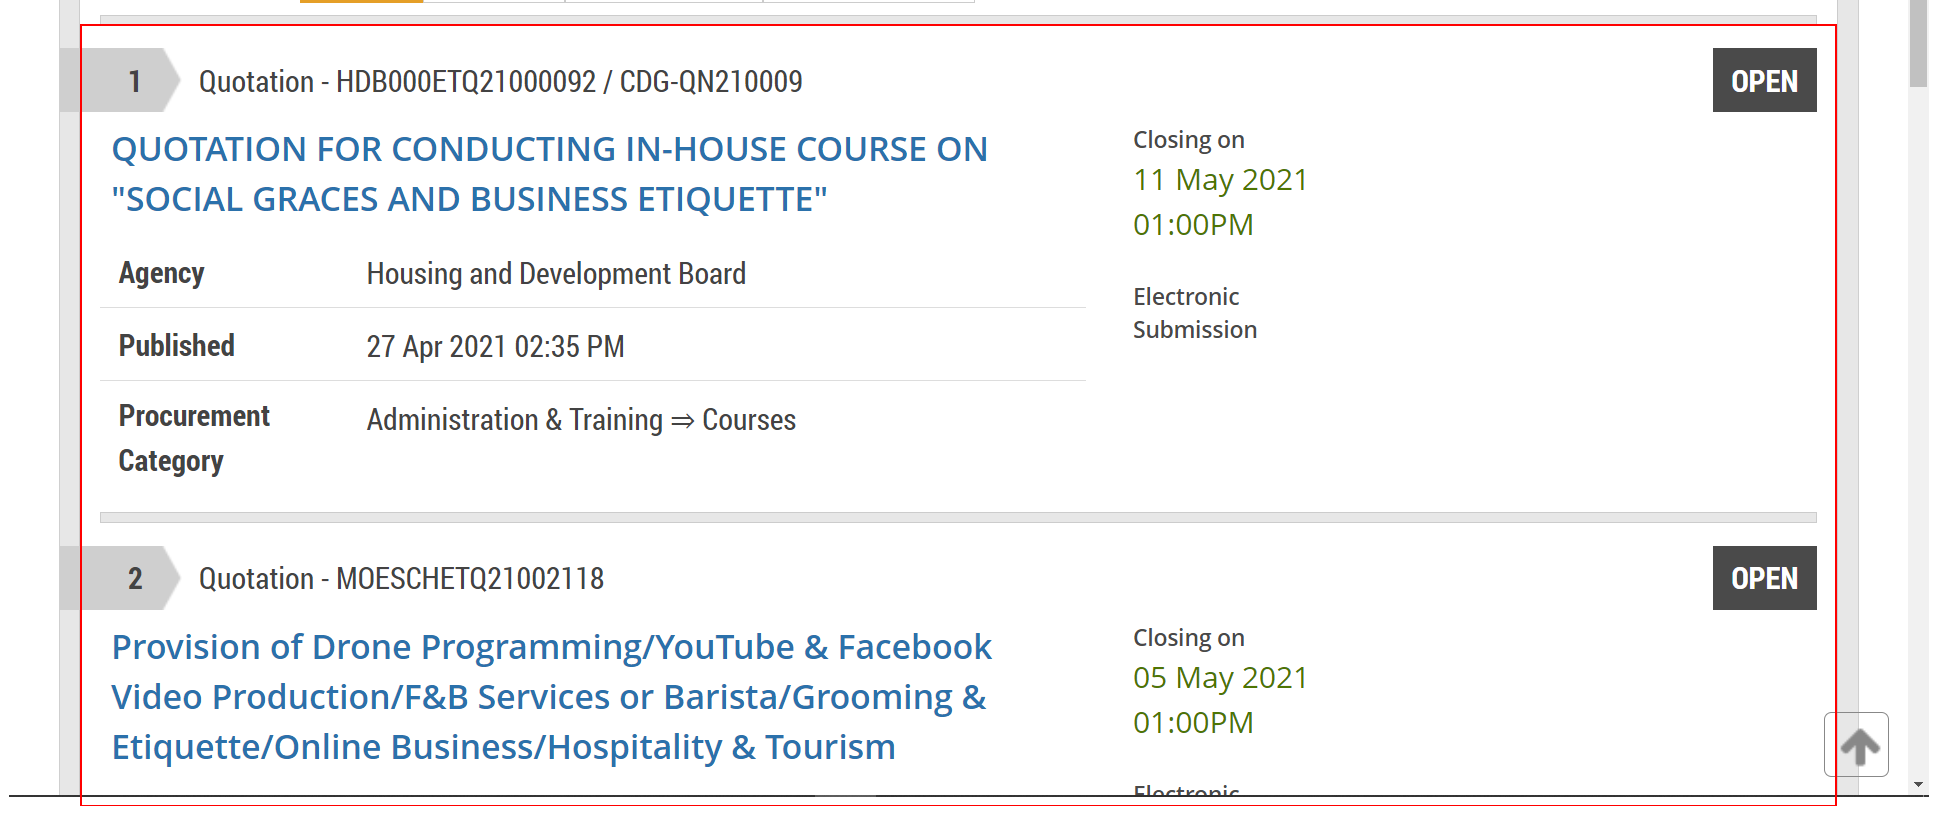 1
Quotation - HDB000ETQ21000092 / CDG-QN210009
OPEN
QUOTATION FOR CONDUCTING IN-HOUSE COURSE ON
"SOCIAL GRACES AND BUSINESS ETIQUETTE"
Closing on
11 May 2021
01:00PM
Electronic
Submission
Agency Housing and Development Board
Published 27 Apr 2021 02:35 PM
Procurement
Category
Administration & Training ⇒ Courses
2
Quotation - MOESCHETQ21002118
OPEN
Provision of Drone Programming/YouTube & Facebook
Video Production/F&B Services or Barista/Grooming &
Etiquette/Online Business/Hospitality & Tourism
Closing on
05 May 2021
01:00PM
Electronic